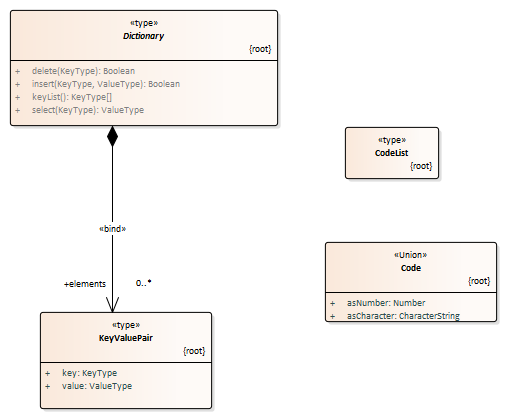 «type»
Dictionary
{root}
+ delete(KeyType): Boolean
+ insert(KeyType, ValueType): Boolean
+ keyList(): KeyType[]
+ select(KeyType): ValueType
«type»
CodeList
{root}
«bind»
+elements 0..*
«Union»
Code
{root}
+ asNumber: Number
+ asCharacter: CharacterString
«type»
KeyValuePair
{root}
+ key: KeyType
+ value: ValueType